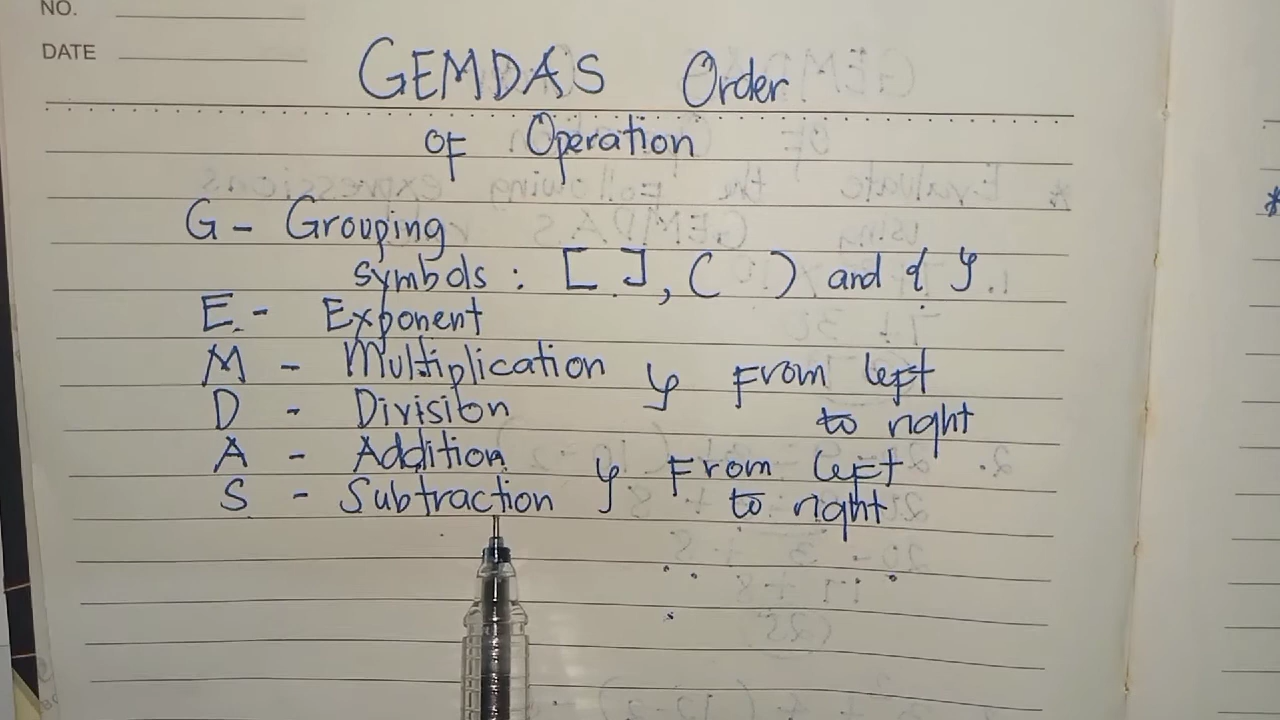 NO.
DATE
GEMDAS Order
of Operation
G - Grouping
symbols : [ ], ( ) and { }
E. - Exponent
M - Multiplication } From left
D - Division to right
A - Addition } From left
S - Subtraction to right